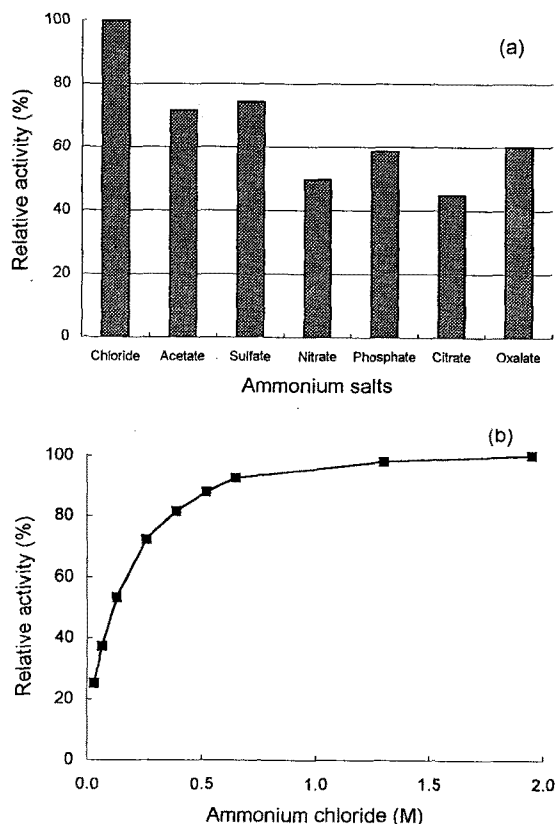 (a)
Relative activity (%)
100
80
60
40
20
0
Chloride Acetate Sulfate Nitrate Phosphate Citrate Oxalate
Ammonium salts
(b)
Relative activity (%)
100
80
60
40
20
0
0.0 0.5 1.0 1.5 2.0
Ammonium chloride (M)